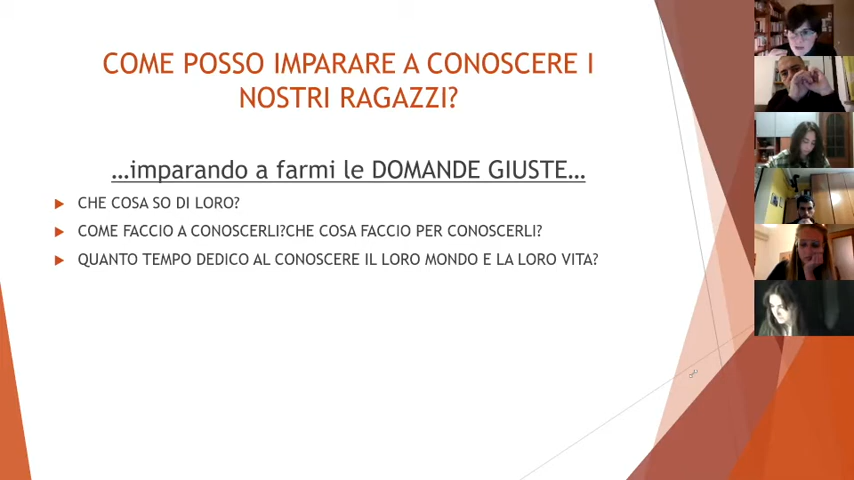 COME POSSO IMPARARE A CONOSCERE I
NOSTRI RAGAZZI?
…imparando a farmi le DOMANDE GIUSTE…
CHE COSA SO DI LORO?
COME FACCIO A CONOSCERLI?CHE COSA FACCIO PER CONOSCERLI?
QUANTO TEMPO DEDICO AL CONOSCERE IL LORO MONDO E LA LORO VITA?